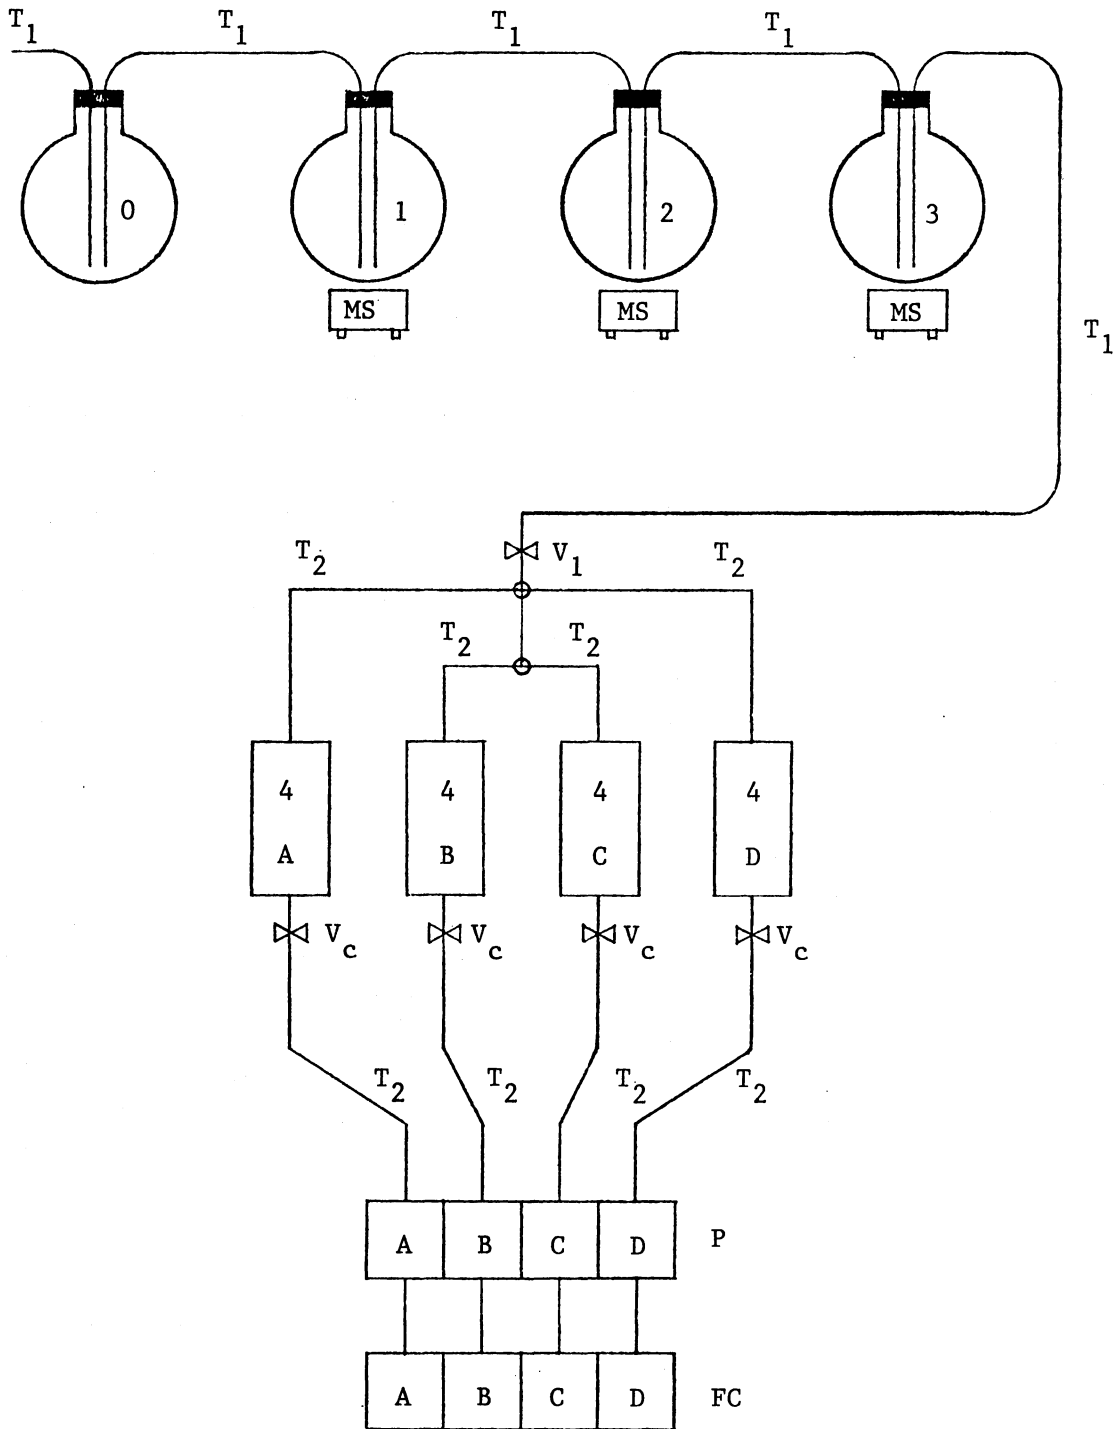 T1 T1 T1 T1
0 1 2 3
MS MS MS
T1
V1
T2 T2
T2 T2
4 4 4 4
A B C D
Vc Vc Vc Vc
T2 T2 T2 T2
A B C D P
A B C D FC